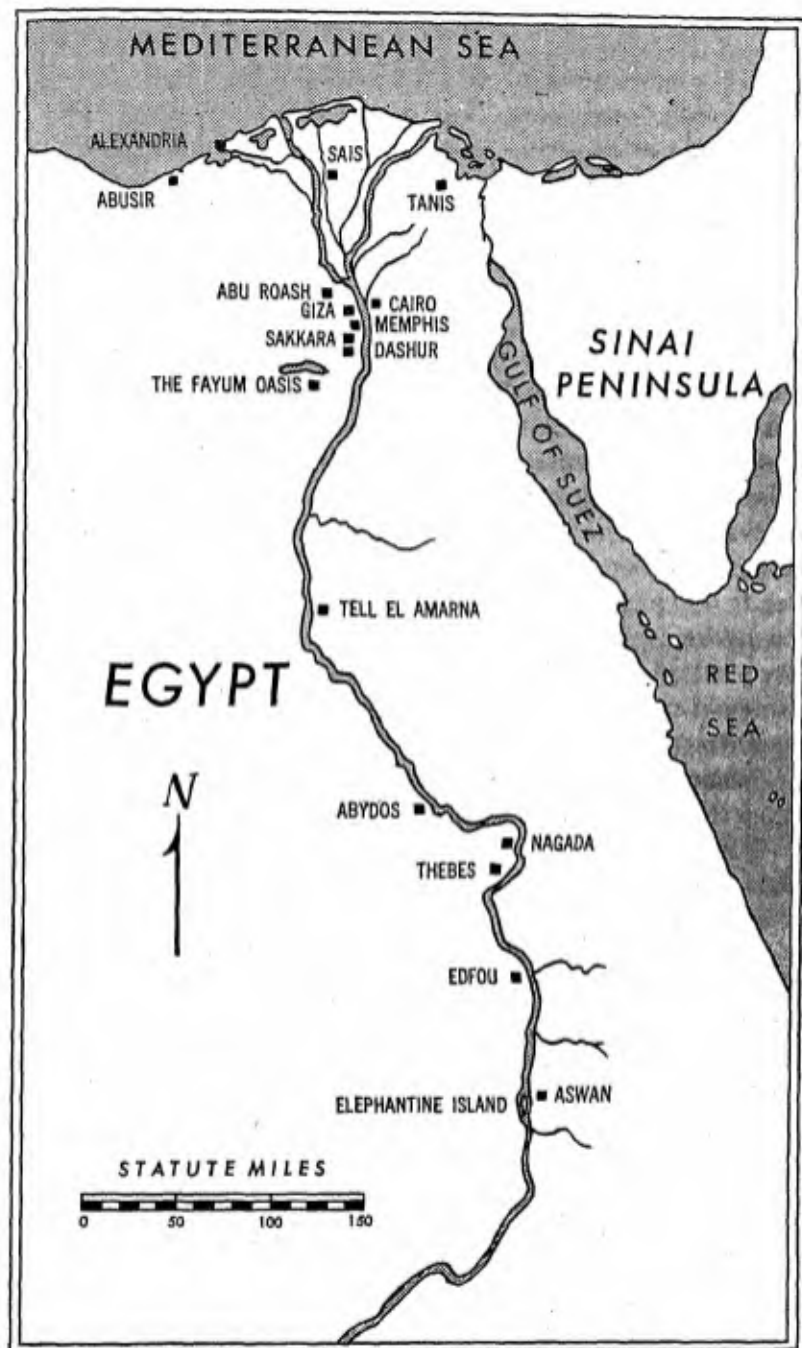 MEDITERRANEAN SEA
ALEXANDRIA
SAIS
ABUSIR
TANIS
ABU ROASH
CAIRO
GIZA
MEMPHIS
SAKKARA
DASHUR
THE FAYUM OASIS
SINAI
PENINSULA
GULF OF SUEZ
TELL EL AMARNA
EGYPT
RED
SEA
N
ABYDOS
NAGADA
THEBES
EDFOU
ELEPHANTINE ISLAND
ASWAN
STATUTE MILES
0 50 100 150